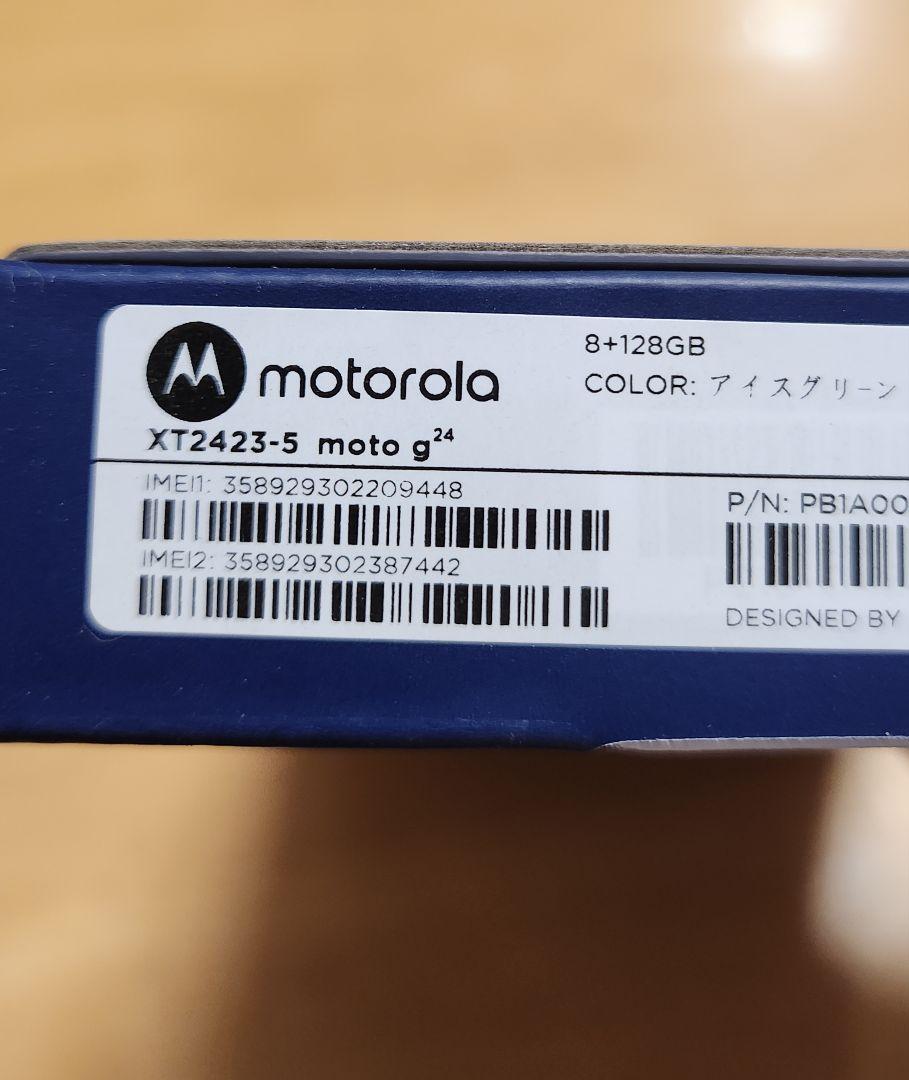 motorola
8+128GB
COLOR: アイスグリーン
XT2423-5 moto g24
IMEI1: 358929302209448
IMEI2: 358929302387442
P/N: PB1A00
DESIGNED BY